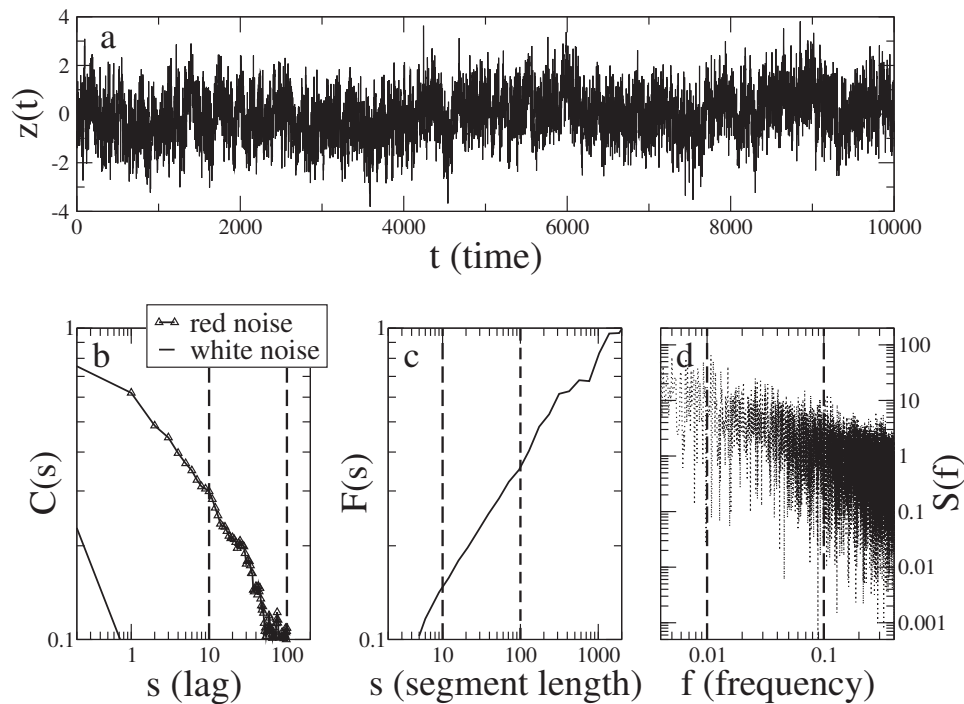 a
z(t)
4
2
0
-2
-4
0 2000 4000 6000 8000 10000
t (time)
red noise
white noise
b
C(s)
1
0.1
1 10 100
s (lag)
c
F(s)
1
0.1
10 100 1000
s (segment length)
d
S(f)
100
10
1
0.1
0.01
0.001
0.01 0.1
f (frequency)